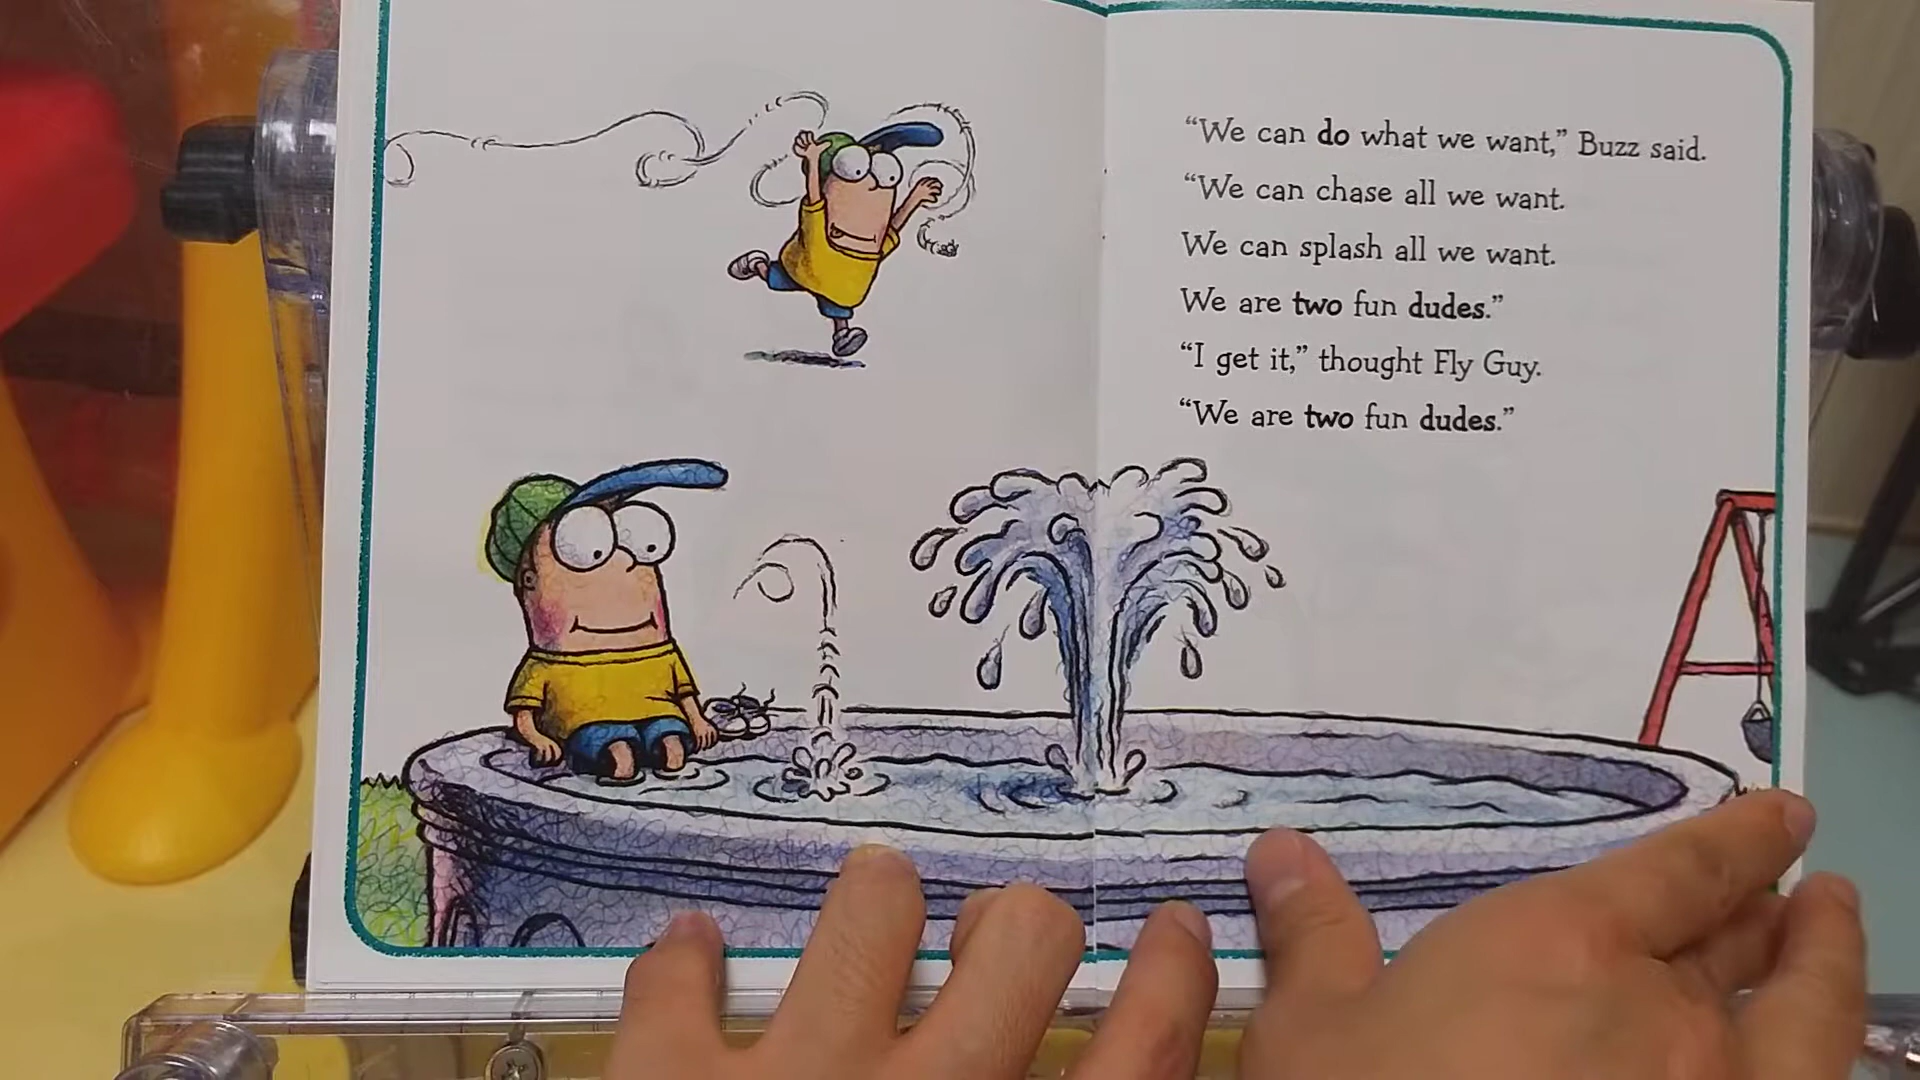 “We can do what we want,” Buzz said.
“We can chase all we want.
We can splash all we want.
We are two fun dudes.”
“I get it,” thought Fly Guy.
“We are two fun dudes.”